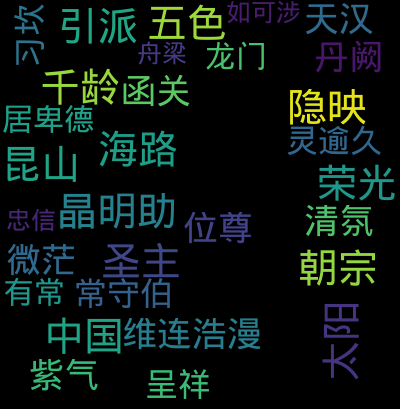 习坎
引派
五色
如可涉
天汉
舟梁
龙门
丹阙
千龄
函关
隐映
居卑德
灵逾久
海路
昆山
荣光
忠信
晶明助
位尊
清氛
微茫
圣主
朝宗
有常
常守伯
中国
维连浩漫
太阳
紫气
呈祥